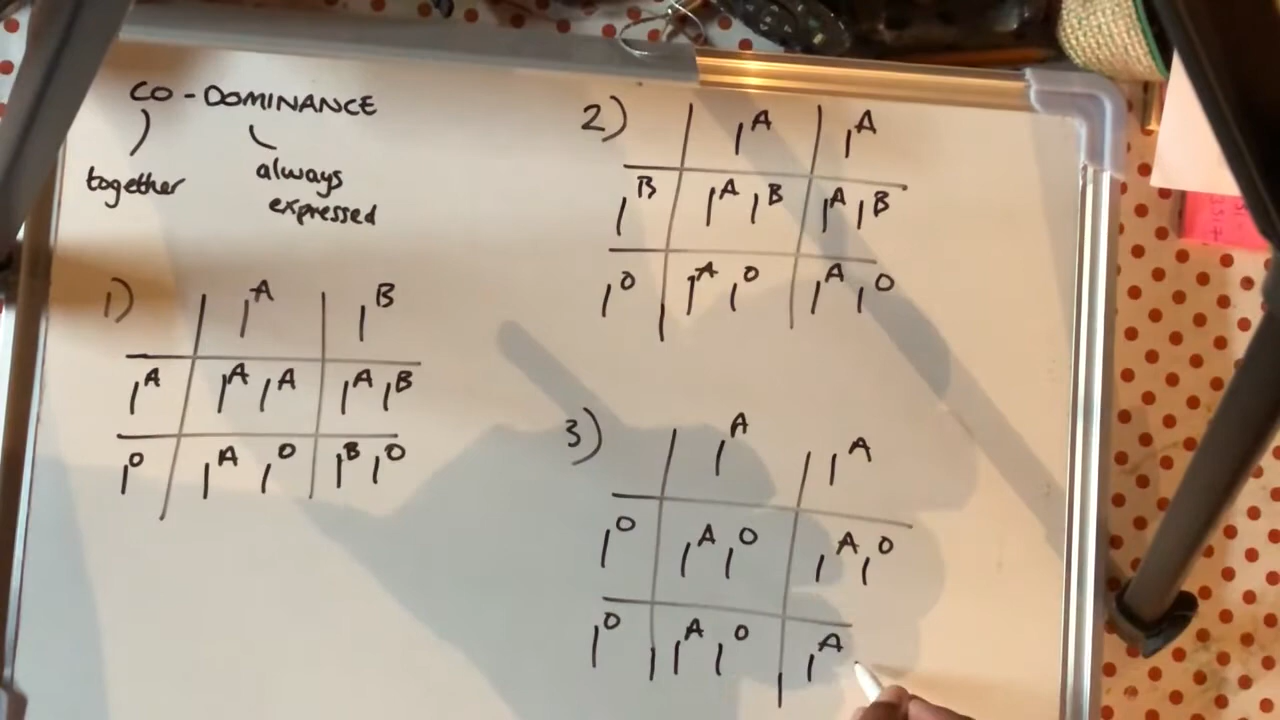 CO - DOMINANCE
together
always
expressed
1)
I^A I^B
I^A I^A I^A I^A I^B
I^O I^A I^O I^B I^O
2)
I^A I^A
I^B I^A I^B I^A I^B
I^O I^A I^O I^A I^O
3)
I^A I^A
I^O I^A I^O I^A I^O
I^O I^A I^O I^A